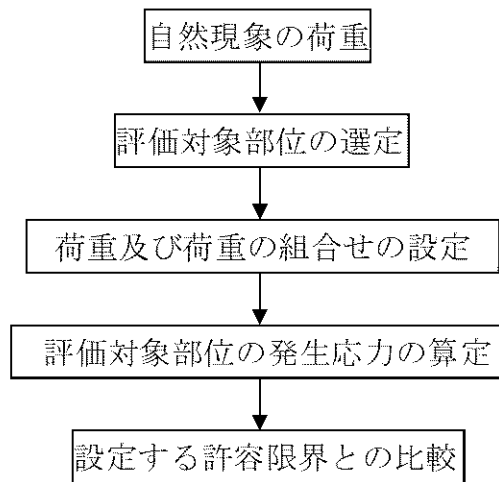 自然現象の荷重
評価対象部位の選定
荷重及び荷重の組合せの設定
評価対象部位の発生応力の算定
設定する許容限界との比較